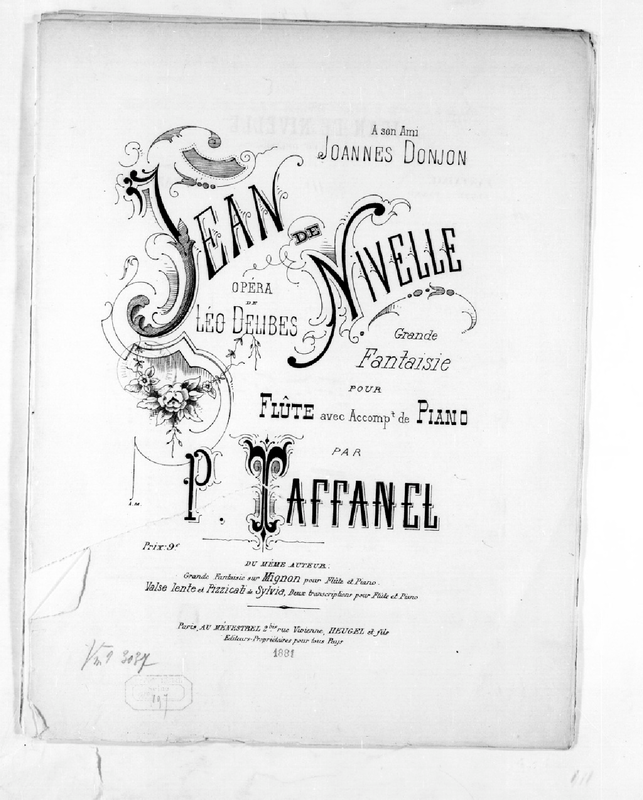 A son Ami
JOANNES DONJON
JEAN
DE
NIVELLE
OPÉRA
DE
LÉO DELIBES
Grande
Fantaisie
POUR
FLÛTE avec Accompt de PIANO
PAR
P. TAFFANEL
Prix: 9f
DU MÊME AUTEUR:
Grande Fantaisie sur Mignon pour Flûte et Piano.
Valse lente et Pizzicati de Sylvia, Deux transcriptions pour Flûte et Piano
Paris, AU MÉNESTREL 2bis rue Vivienne, HEUGEL et fils
Editeurs-Propriétaires pour tous Pays
1881
Vm9 3037
197